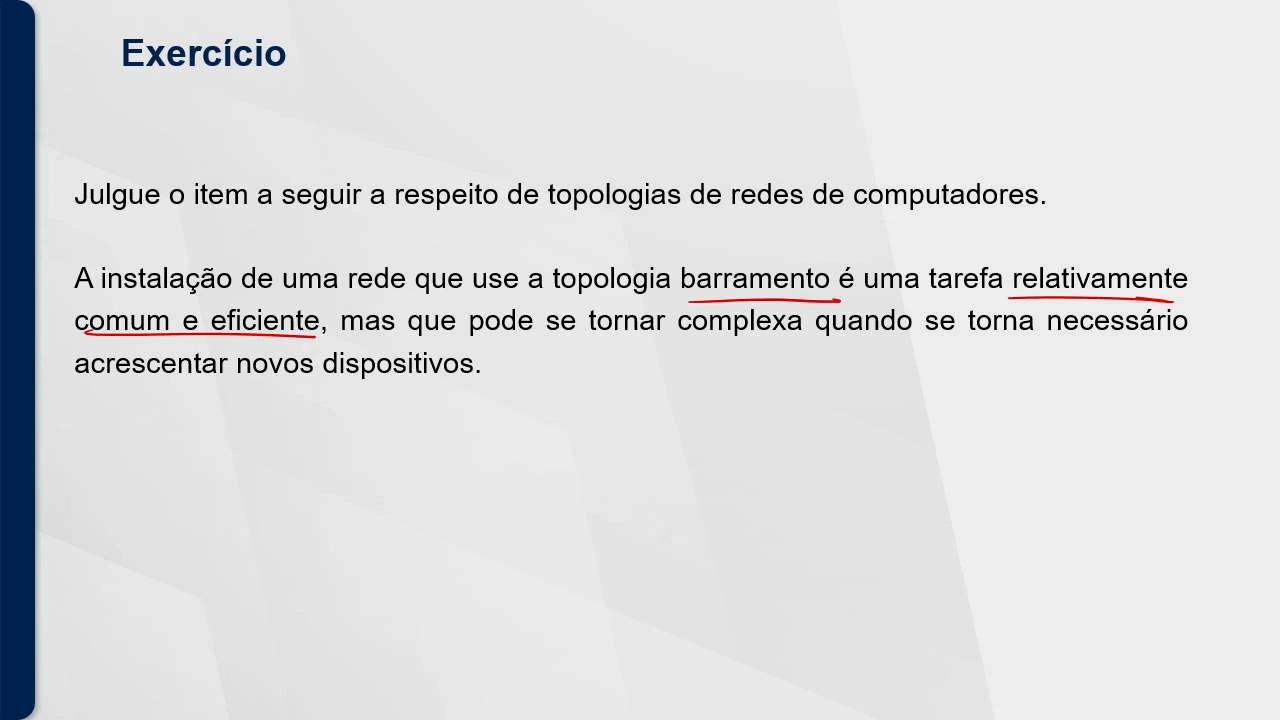 Exercício
Julgue o item a seguir a respeito de topologias de redes de computadores.
A instalação de uma rede que use a topologia barramento é uma tarefa relativamente
comum e eficiente, mas que pode se tornar complexa quando se torna necessário
acrescentar novos dispositivos.